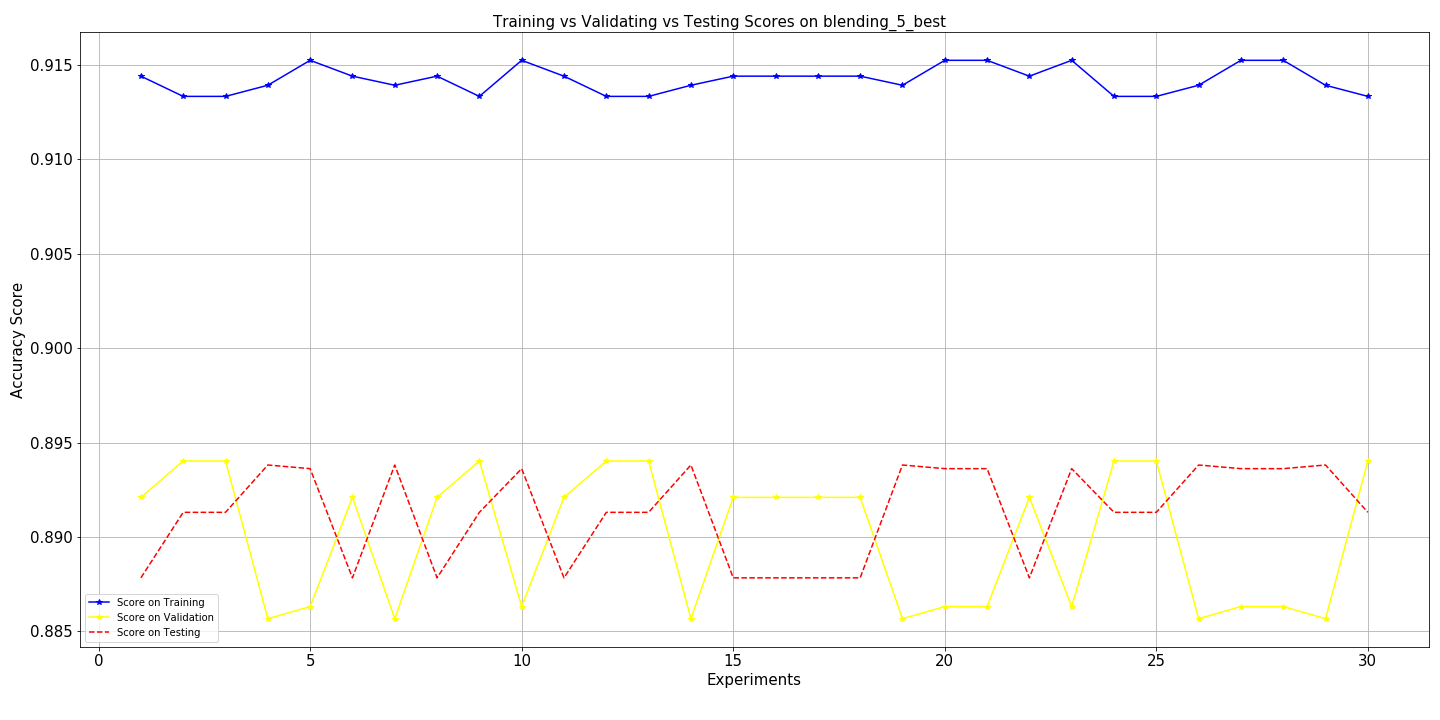 Training vs Validating vs Testing Scores on blending_5_best
0.915
0.910
0.905
0.900
0.895
0.890
0.885
Accuracy Score
Score on Training
Score on Validation
Score on Testing
0 5 10 15 20 25 30
Experiments